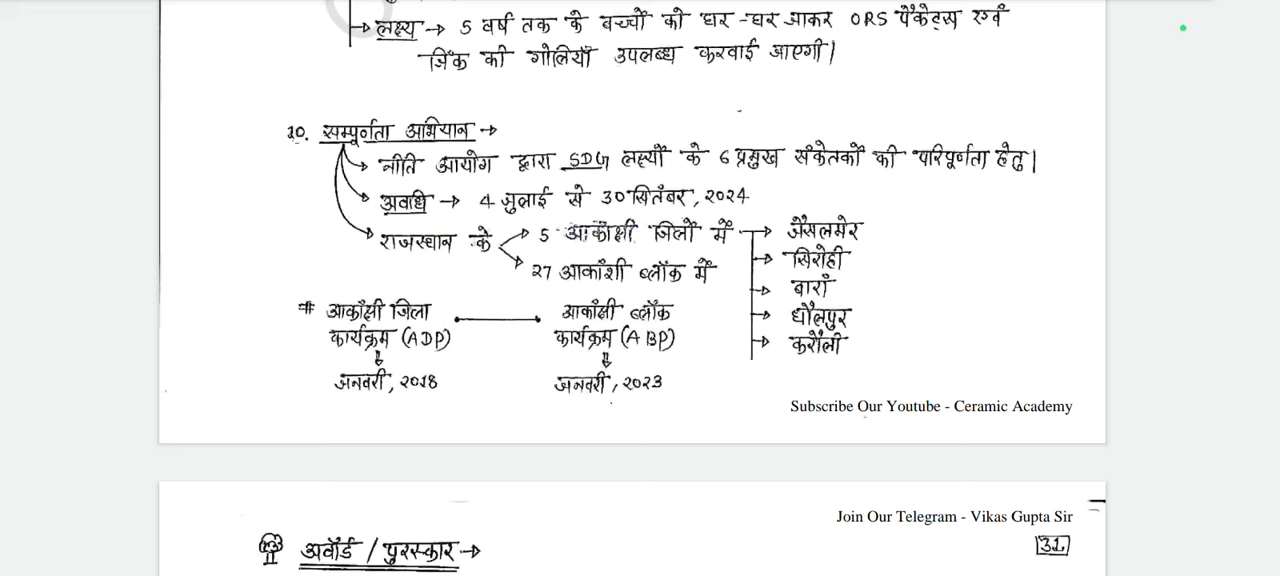 → लक्ष्य → 5 वर्ष तक के बच्चों को घर-घर जाकर ORS पैकेट्स एवं
जिंक की गोलियाँ उपलब्ध करवाई जाएगी।
10. सम्पूर्णता अभियान →
→ नीति आयोग द्वारा SDG लक्ष्यों के 6 प्रमुख संकेतकों की परिपूर्णता हेतु।
→ अवधि → 4 जुलाई से 30 सितंबर, 2024
→ राजस्थान के → 5 आकांक्षी जिलों में → जैसलमेर
→ सिरोही
→ 27 आकांशी ब्लॉक में
→ बारां
→ धौलपुर
→ करौली
# आकाँक्षी जिला
कार्यक्रम (ADP)
जनवरी, 2018
आकाँक्षी ब्लॉक
कार्यक्रम (ABP)
जनवरी, 2023
Subscribe Our Youtube - Ceramic Academy
Join Our Telegram - Vikas Gupta Sir
31
अवॉर्ड / पुरस्कार →